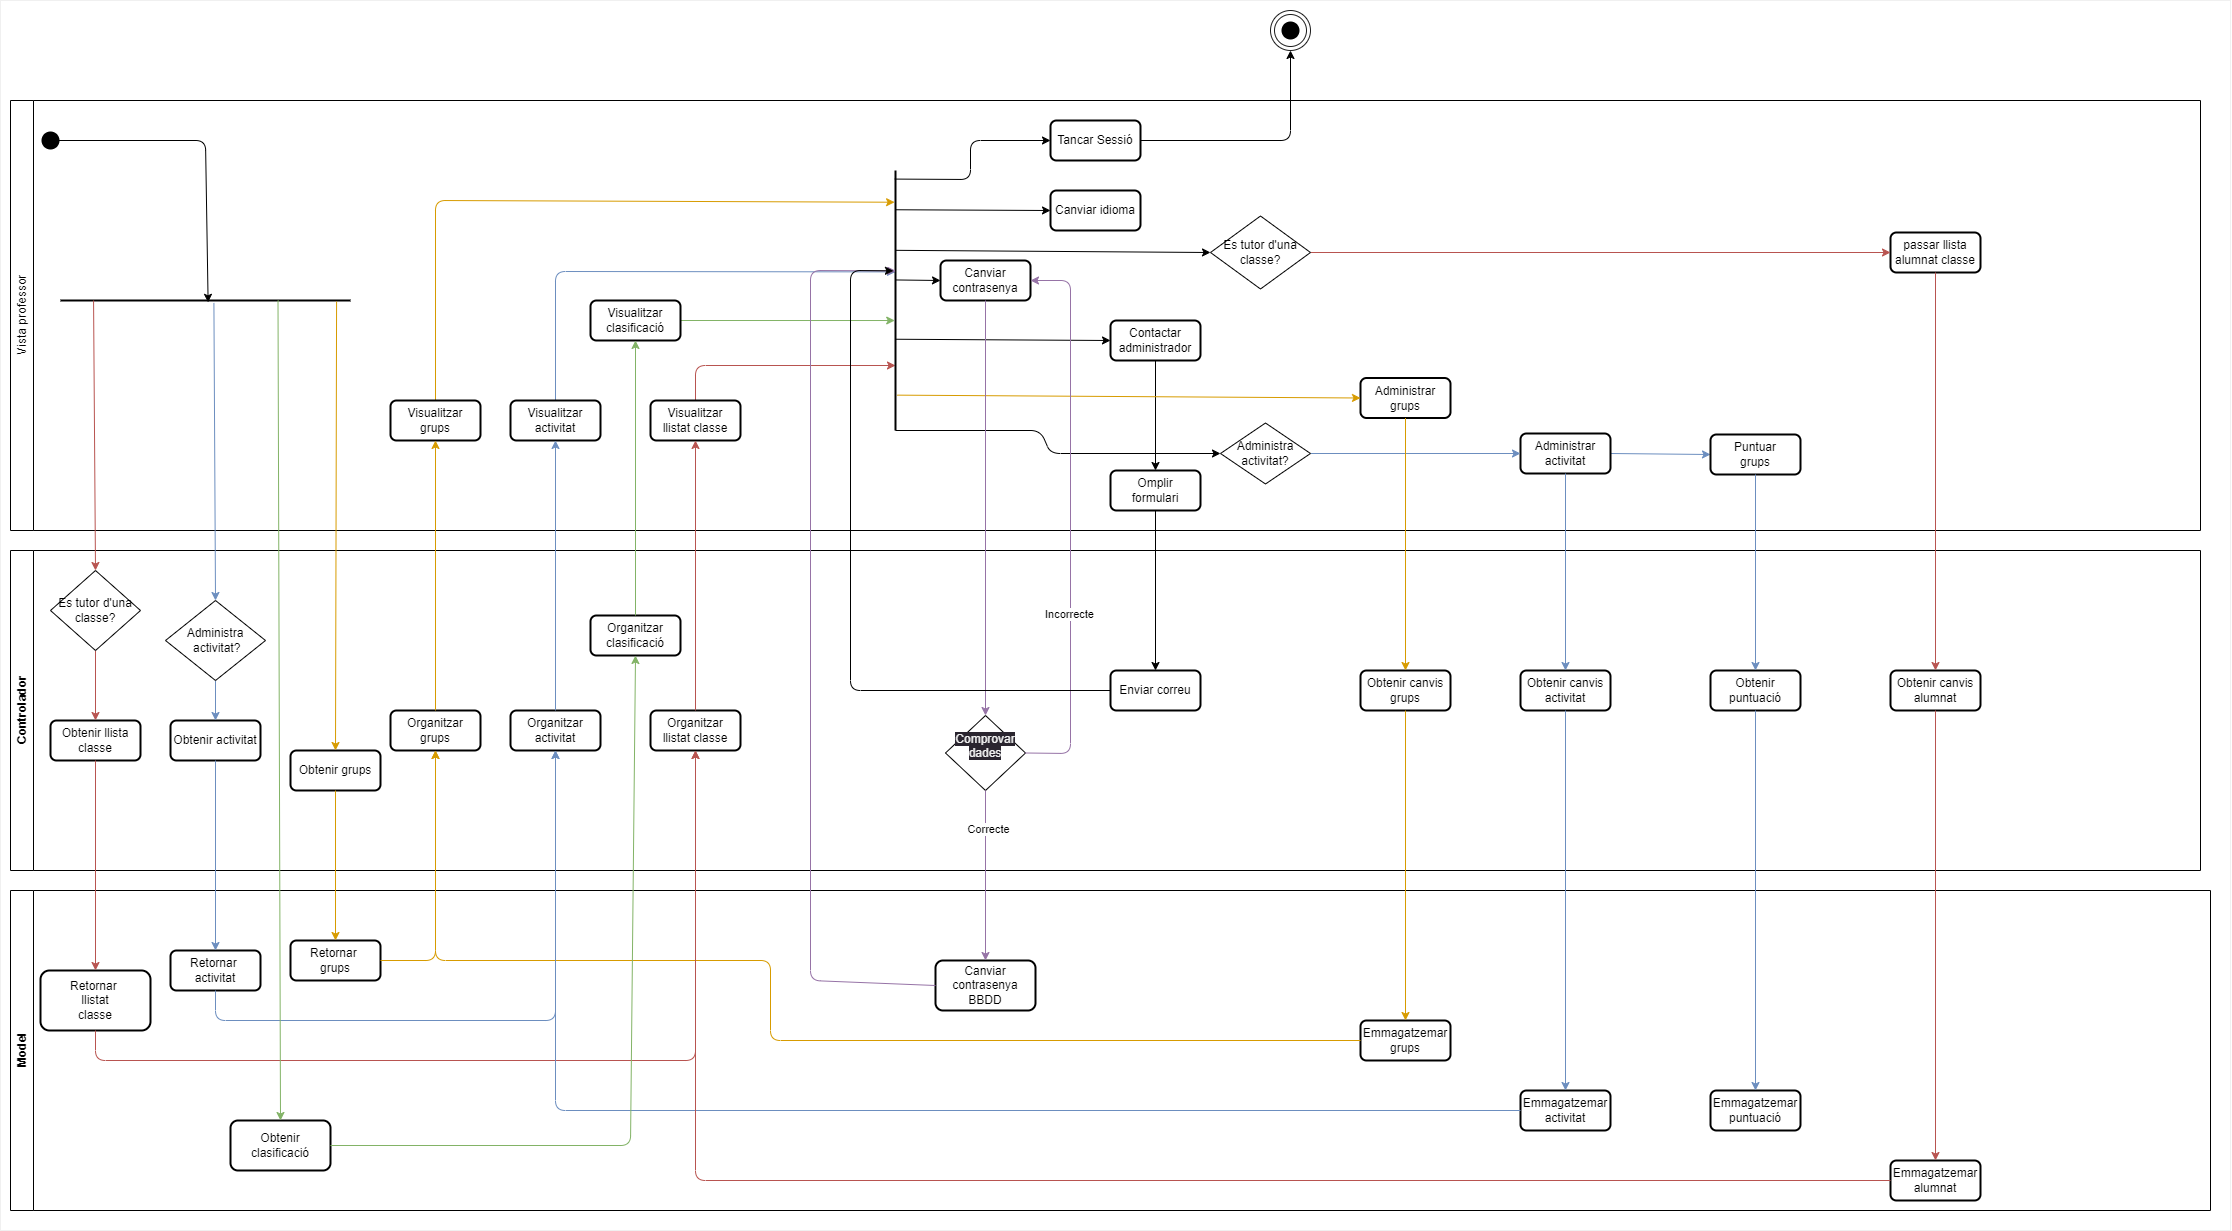 Vista professor
Tancar Sessió
Canviar idioma
Es tutor d'una
classe?
passar llista
alumnat classe
Canviar
contrasenya
Visualitzar
clasificació
Contactar
administrador
Visualitzar
grups
Visualitzar
activitat
Visualitzar
llistat classe
Administrar
grups
Administra
activitat?
Administrar
activitat
Puntuar
grups
Omplir
formulari
Controlador
Es tutor d'una
classe?
Administra
activitat?
Organitzar
clasificació
Incorrecte
Obtenir llista
classe
Obtenir activitat
Obtenir grups
Organitzar
grups
Organitzar
activitat
Organitzar
llistat classe
Comprovar
dades
Enviar correu
Obtenir canvis
grups
Obtenir canvis
activitat
Obtenir
puntuació
Obtenir canvis
alumnat
Correcte
Model
Retornar
llistat
classe
Retornar
activitat
Retornar
grups
Canviar
contrasenya
BBDD
Emmagatzemar
grups
Obtenir
clasificació
Emmagatzemar
activitat
Emmagatzemar
puntuació
Emmagatzemar
alumnat